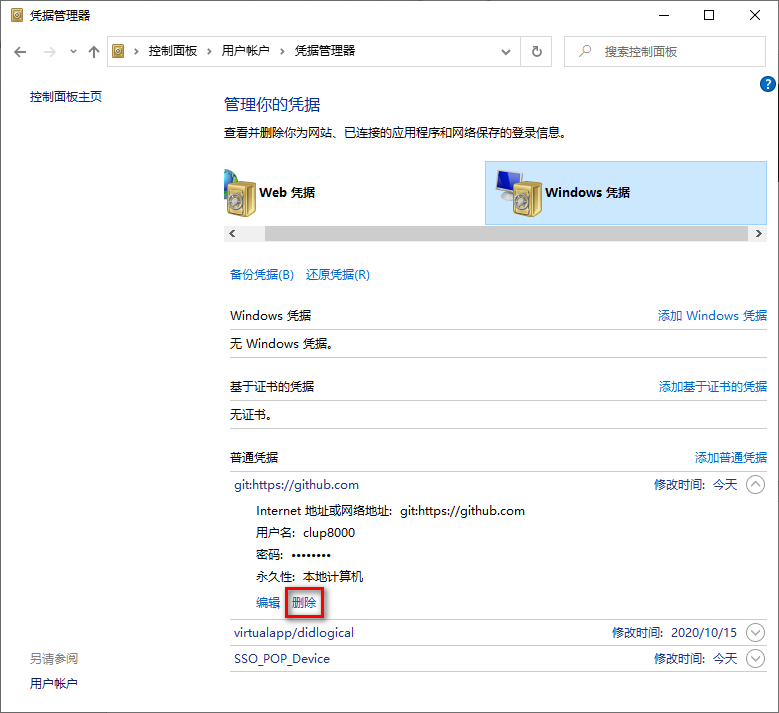 凭据管理器
控制面板 › 用户帐户 › 凭据管理器
搜索控制面板
控制面板主页
管理你的凭据
查看并删除你为网站、已连接的应用程序和网络保存的登录信息。
Web 凭据
Windows 凭据
备份凭据(B) 还原凭据(R)
Windows 凭据 添加 Windows 凭据
无 Windows 凭据。
基于证书的凭据 添加基于证书的凭据
无证书。
普通凭据 添加普通凭据
git:https://github.com 修改时间: 今天
Internet 地址或网络地址: git:https://github.com
用户名: clup8000
密码: ••••••••
永久性: 本地计算机
编辑 删除
virtualapp/didlogical 修改时间: 2020/10/15
SSO_POP_Device 修改时间: 今天
另请参阅
用户帐户